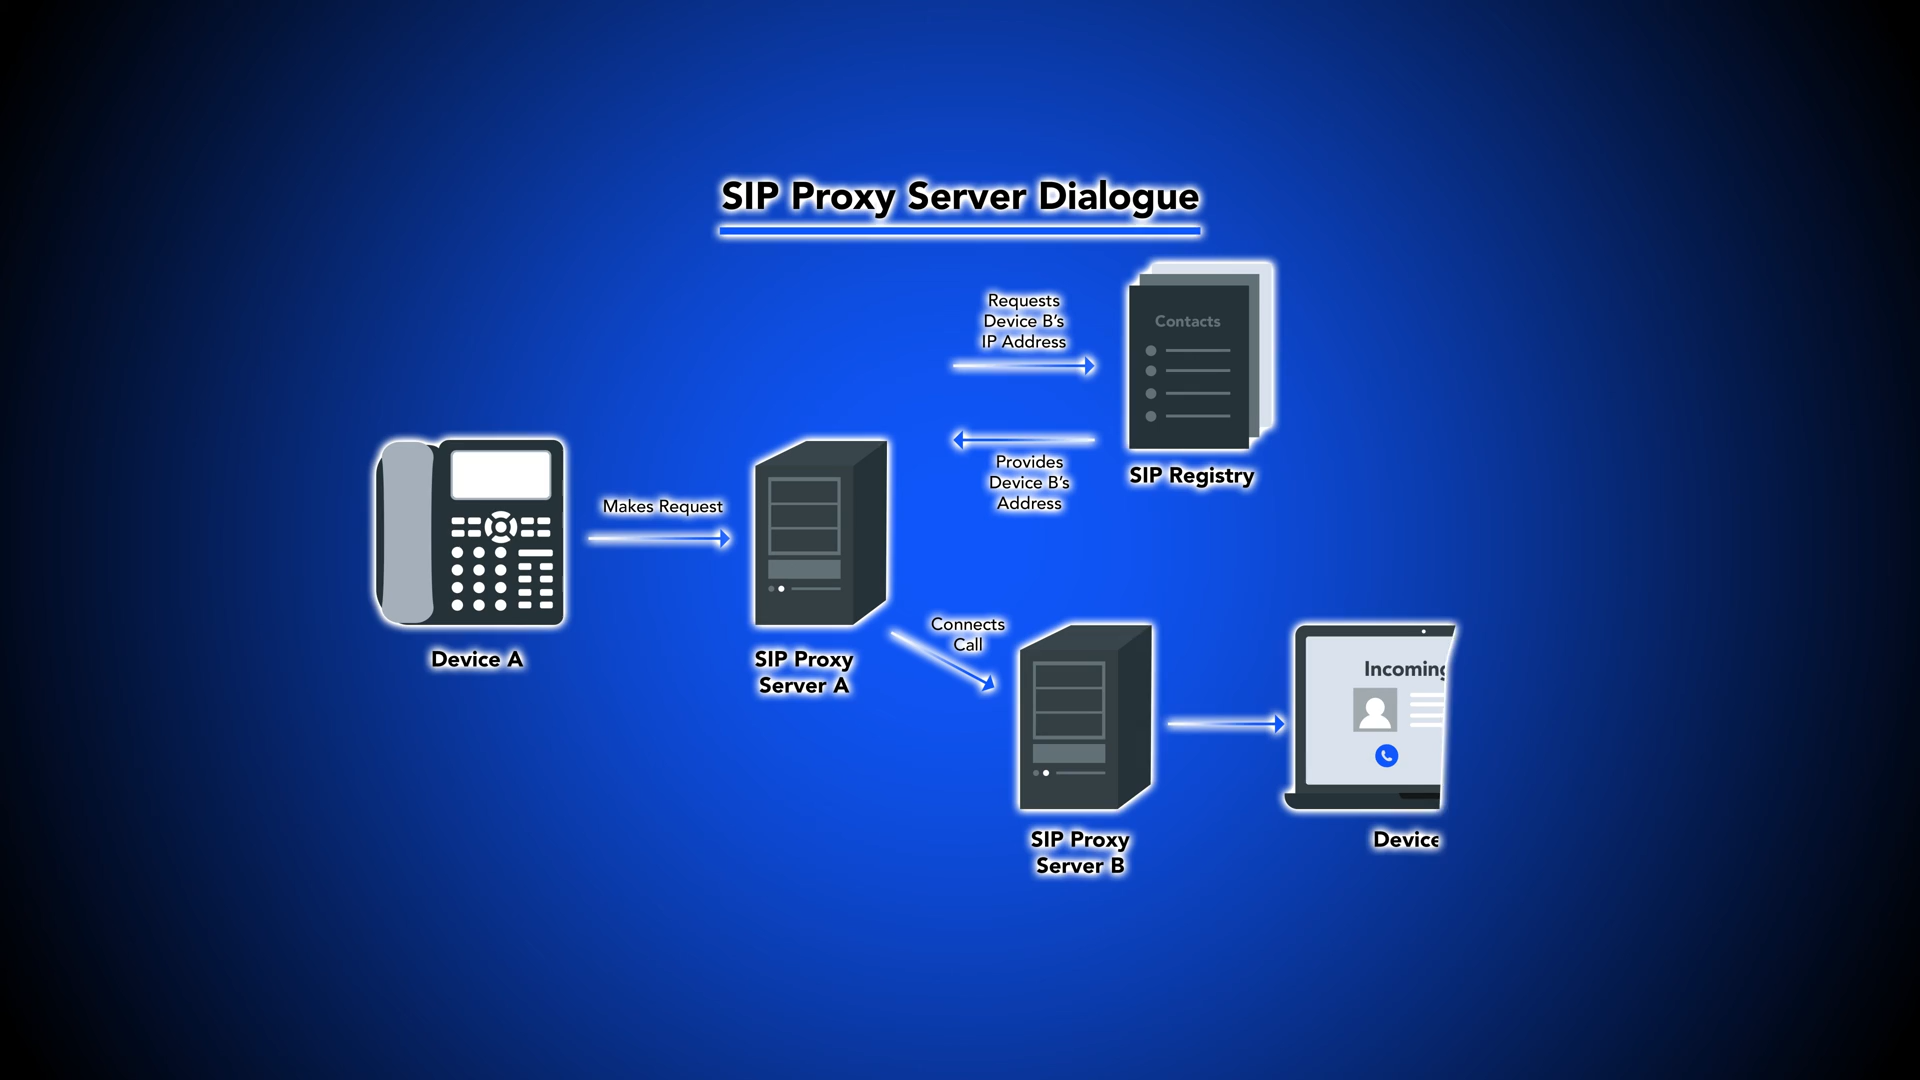 SIP Proxy Server Dialogue
Requests
Device B's
IP Address
Contacts
Provides
Device B's
Address
SIP Registry
Makes Request
Device A
SIP Proxy
Server A
Connects
Call
SIP Proxy
Server B
Incoming
Device